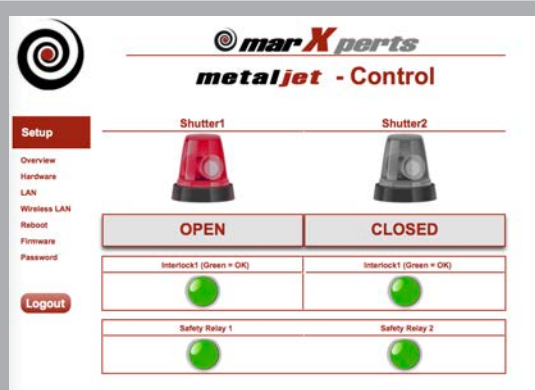 marXperts
metaljet - Control
Setup
Overview
Hardware
LAN
Wireless LAN
Reboot
Firmware
Password
Logout
Shutter1 Shutter2
OPEN CLOSED
Interlock1 (Green = OK) Interlock1 (Green = OK)
Safety Relay 1 Safety Relay 2